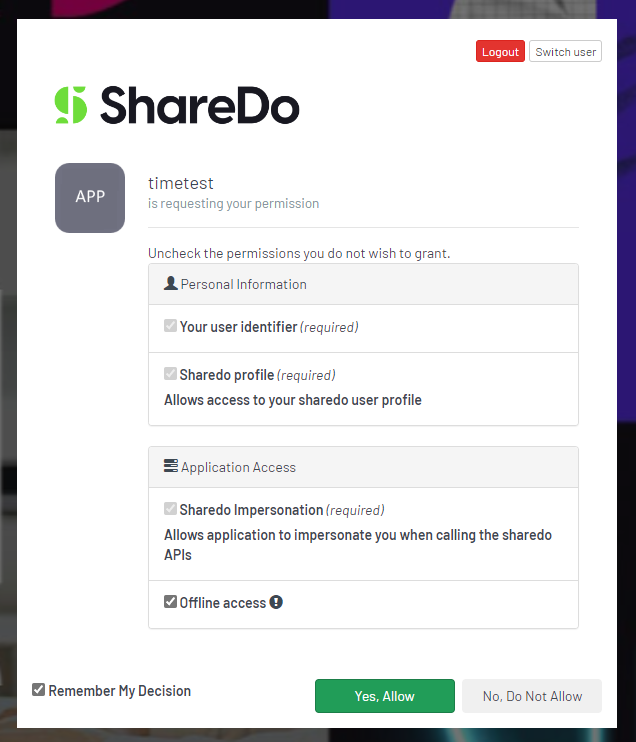 Logout Switch user
ShareDo
APP
timetest
is requesting your permission
Uncheck the permissions you do not wish to grant.
Personal Information
Your user identifier (required)
Sharedo profile (required)
Allows access to your sharedo user profile
Application Access
Sharedo Impersonation (required)
Allows application to impersonate you when calling the sharedo
APIs
Offline access
Remember My Decision Yes, Allow No, Do Not Allow